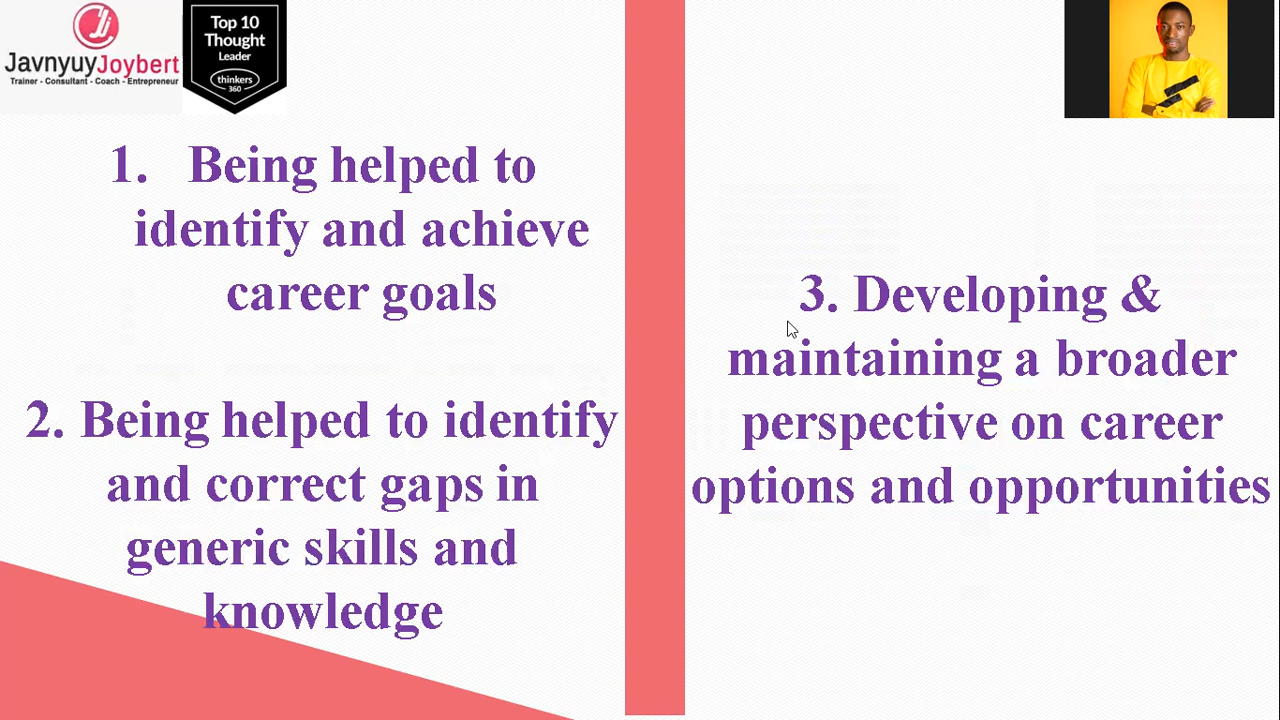 JavnyuyJoybert
Trainer - Consultant - Coach - Entrepreneur
Top 10
Thought
Leader
thinkers
360
1. Being helped to
identify and achieve
career goals
2. Being helped to identify
and correct gaps in
generic skills and
knowledge
3. Developing &
maintaining a broader
perspective on career
options and opportunities